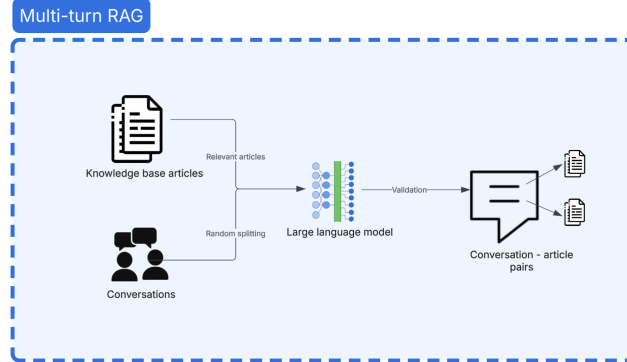 Multi-turn RAG
Knowledge base articles
Relevant articles
Random splitting
Conversations
Large language model
Validation
Conversation - article
pairs